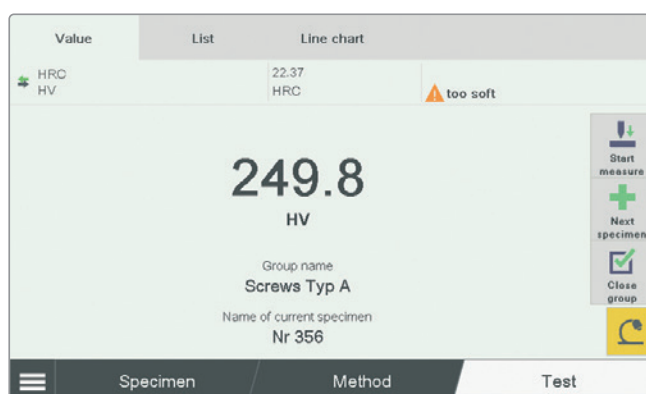 Value List Line chart
HRC 22.37
HV HRC too soft
Start
measure
249.8
HV
Next
specimen
Group name
Screws Typ A
Close
group
Name of current specimen
Nr 356
Specimen Method Test